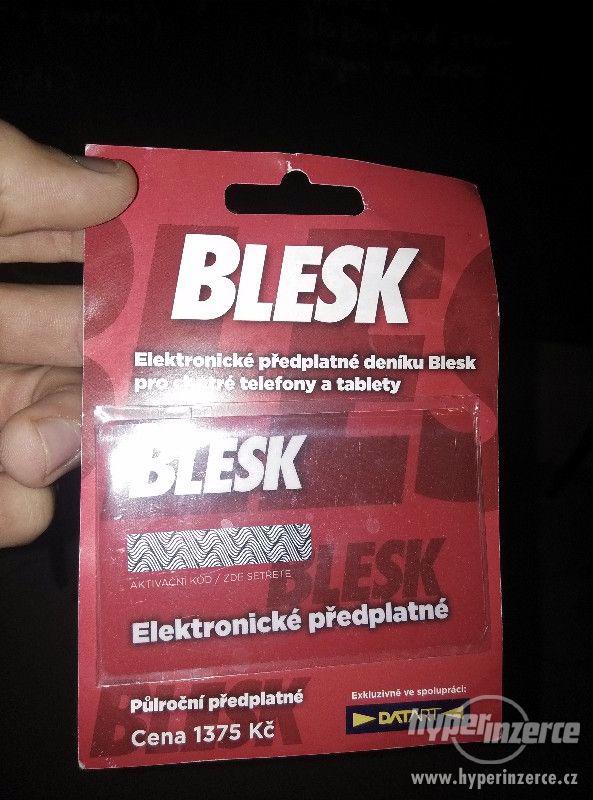 BLESK
Elektronické předplatné deníku Blesk
pro chytré telefony a tablety
BLESK
AKTIVAČNÍ KÓD / ZDE SETŘETE
BLESK
Elektronické předplatné
Půlroční předplatné
Cena 1375 Kč
Exkluzivně ve spolupráci:
DATART
BLESK
hyperinzerce
www.hyperinzerce.cz